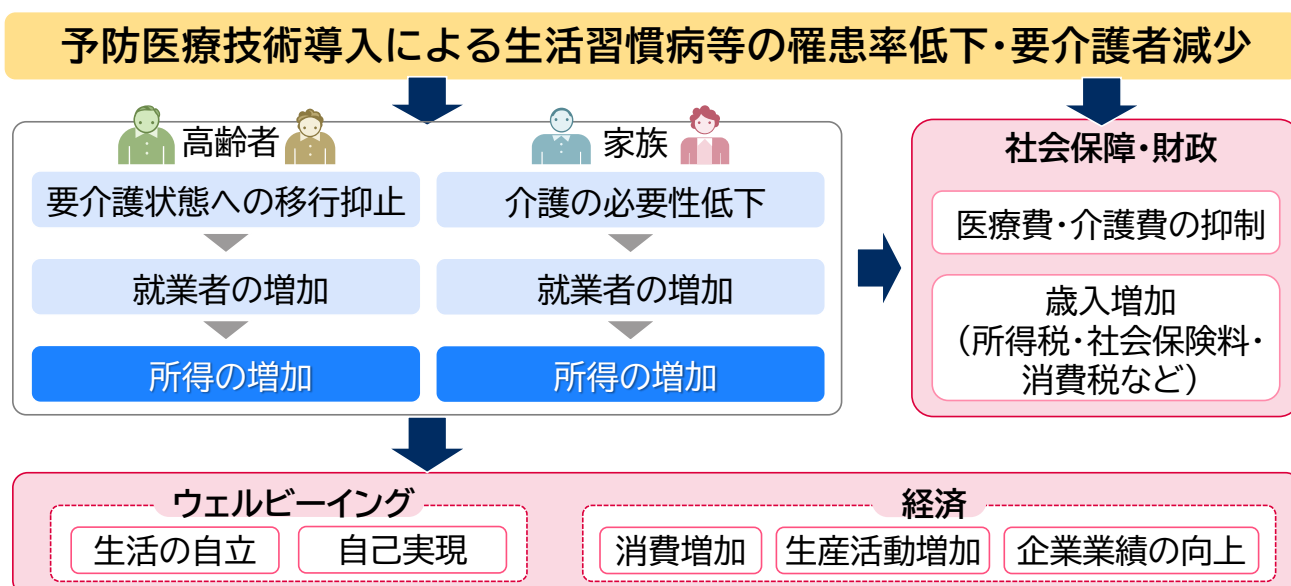 予防医療技術導入による生活習慣病等の罹患率低下・要介護者減少
高齢者
要介護状態への移行抑止
就業者の増加
所得の増加
家族
介護の必要性低下
就業者の増加
所得の増加
社会保障・財政
医療費・介護費の抑制
歳入増加
（所得税・社会保険料・
消費税など）
ウェルビーイング
生活の自立
自己実現
経済
消費増加
生産活動増加
企業業績の向上